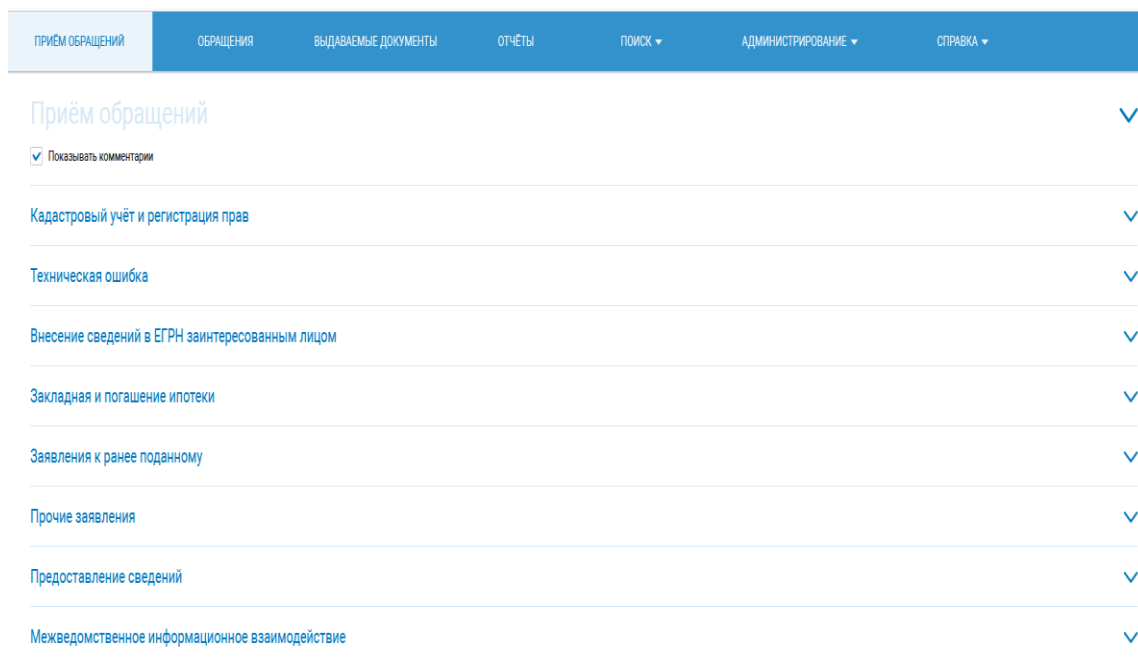 ПРИЁМ ОБРАЩЕНИЙ ОБРАЩЕНИЯ ВЫДАВАЕМЫЕ ДОКУМЕНТЫ ОТЧЁТЫ ПОИСК АДМИНИСТРИРОВАНИЕ СПРАВКА
Приём обращений
Показывать комментарии
Кадастровый учёт и регистрация прав
Техническая ошибка
Внесение сведений в ЕГРН заинтересованным лицом
Закладная и погашение ипотеки
Заявления к ранее поданному
Прочие заявления
Предоставление сведений
Межведомственное информационное взаимодействие